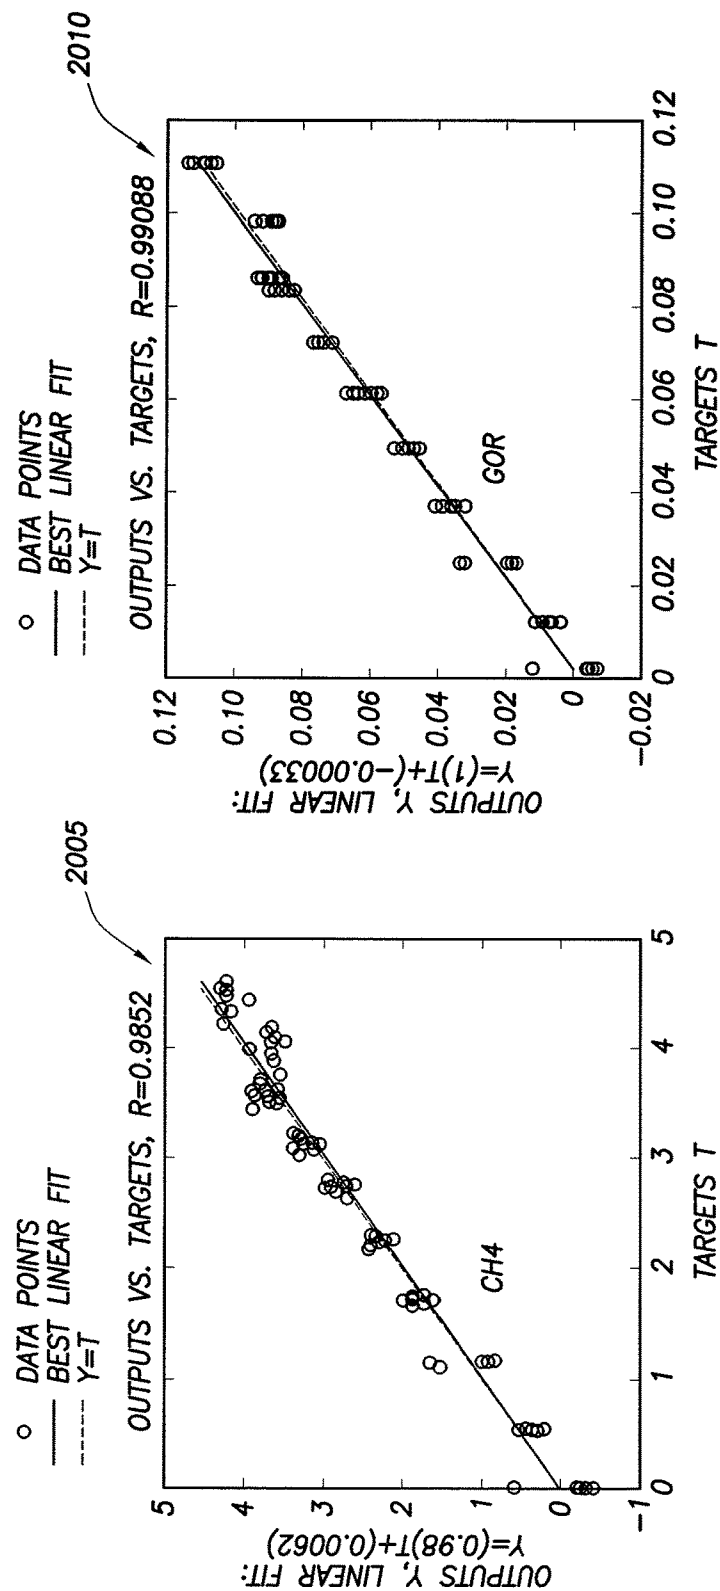 2005
○ DATA POINTS
—— BEST LINEAR FIT
----- Y=T
OUTPUTS VS. TARGETS, R=0.9852
OUTPUTS Y, LINEAR FIT:
Y=(0.98)T+(0.0062)
5
4
3
2
1
0
-1
CH4
0
1
2
3
4
5
TARGETS T
2010
○ DATA POINTS
—— BEST LINEAR FIT
----- Y=T
OUTPUTS VS. TARGETS, R=0.99088
OUTPUTS Y, LINEAR FIT:
Y=(1)T+(-0.00033)
0.12
0.10
0.08
0.06
0.04
0.02
0
-0.02
GOR
0
0.02
0.04
0.06
0.08
0.10
0.12
TARGETS T